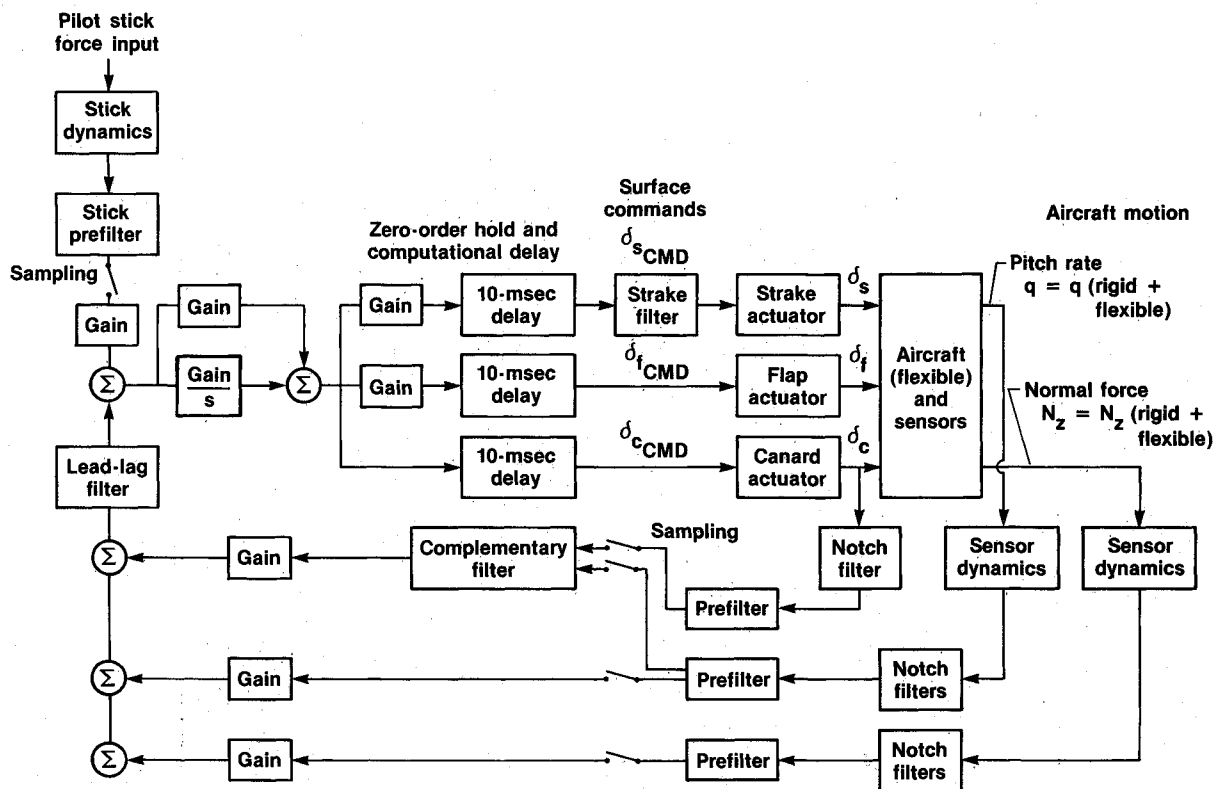 Pilot stick
force input
Stick
dynamics
Stick
prefilter
Sampling
Gain
Σ
Gain
Gain
s
Σ
Zero-order hold and
computational delay
Surface
commands
Aircraft motion
Gain
10-msec
delay
δsCMD
Strake
filter
Strake
actuator
δs
Gain
10-msec
delay
δfCMD
Flap
actuator
δf
10-msec
delay
δcCMD
Canard
actuator
δc
Aircraft
(flexible)
and
sensors
Pitch rate
q = q (rigid +
flexible)
Normal force
Nz = Nz (rigid +
flexible)
Lead-lag
filter
Σ
Gain
Complementary
filter
Sampling
Prefilter
Notch
filter
Sensor
dynamics
Sensor
dynamics
Σ
Gain
Prefilter
Notch
filters
Σ
Gain
Prefilter
Notch
filters